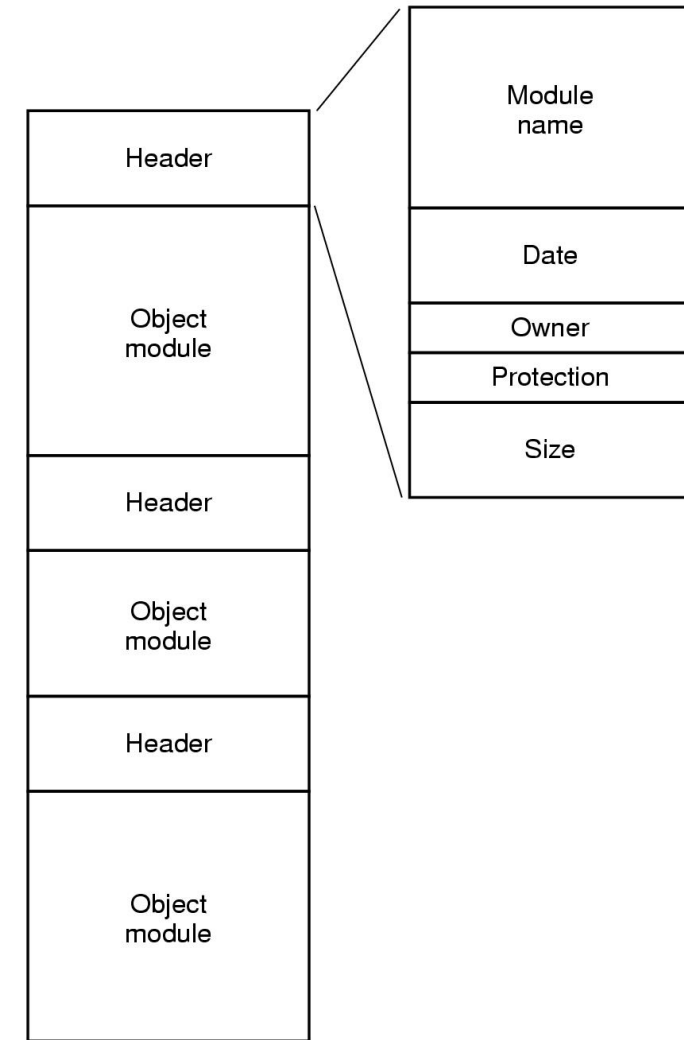 Header
Object
module
Header
Object
module
Header
Object
module
Module
name
Date
Owner
Protection
Size